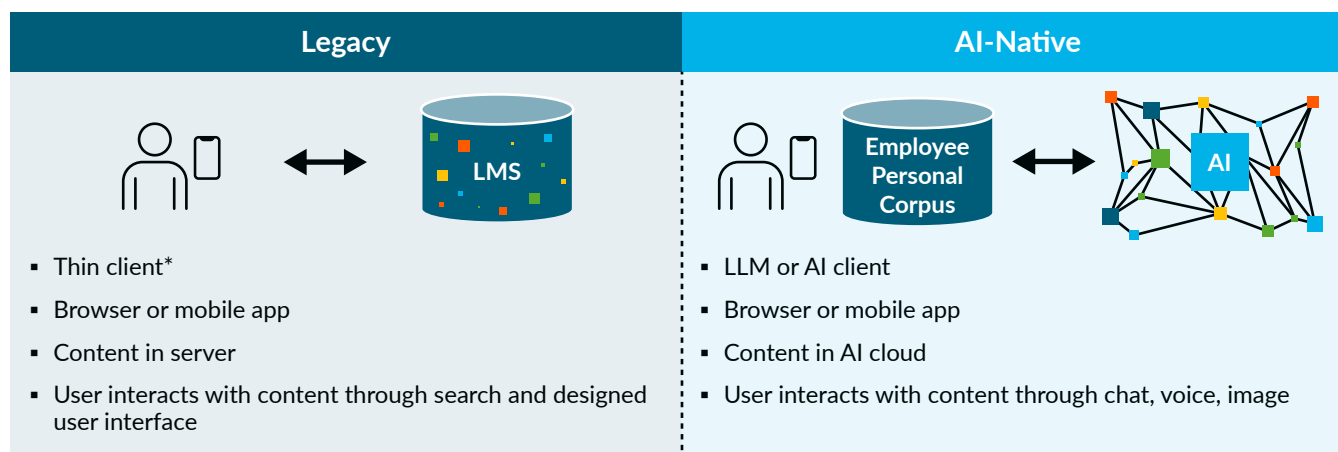 Legacy
AI-Native
LMS
Employee
Personal
Corpus
AI
▪ Thin client*
▪ Browser or mobile app
▪ Content in server
▪ User interacts with content through search and designed
user interface
▪ LLM or AI client
▪ Browser or mobile app
▪ Content in AI cloud
▪ User interacts with content through chat, voice, image